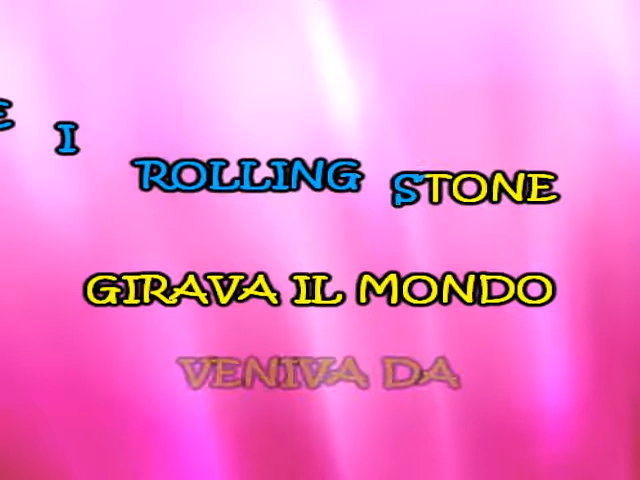 E I ROLLING STONE
GIRAVA IL MONDO
VENIVA DA